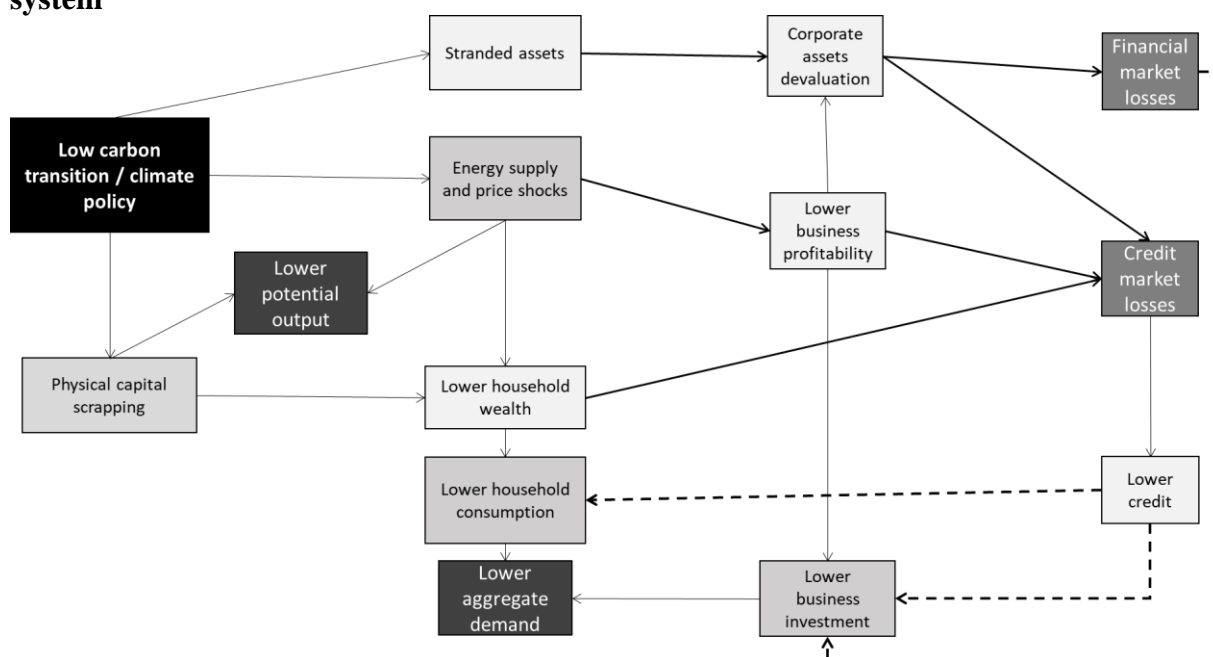 system
Stranded assets
Corporate
assets
devaluation
Financial
market
losses
Low carbon
transition / climate
policy
Energy supply
and price shocks
Lower
business
profitability
Lower
potential
output
Credit
market
losses
Physical capital
scrapping
Lower household
wealth
Lower household
consumption
Lower
credit
Lower
aggregate
demand
Lower
business
investment